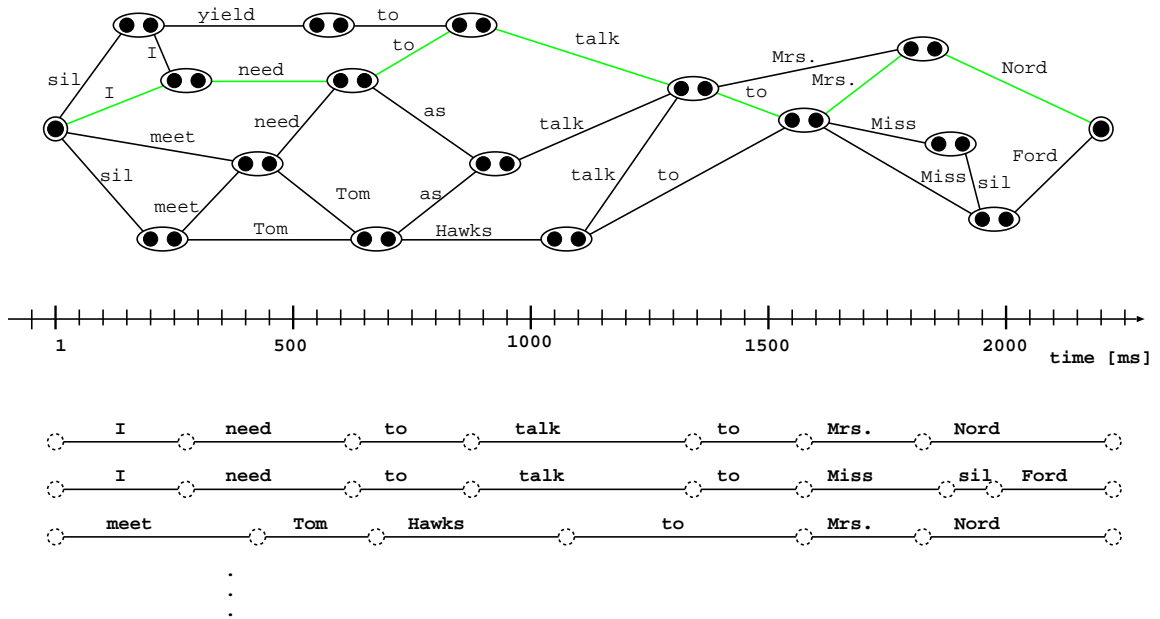 yield to
I
talk
to
Mrs.
sil
need
Mrs.
Nord
I
to
as
need
talk
Miss
meet
Ford
sil
talk
to
Miss sil
Tom
as
meet
Tom
Hawks
1 500 1000 1500 2000
time [ms]
I need to talk to Mrs. Nord
I need to talk to Miss sil Ford
meet Tom Hawks to Mrs. Nord
.
.
.